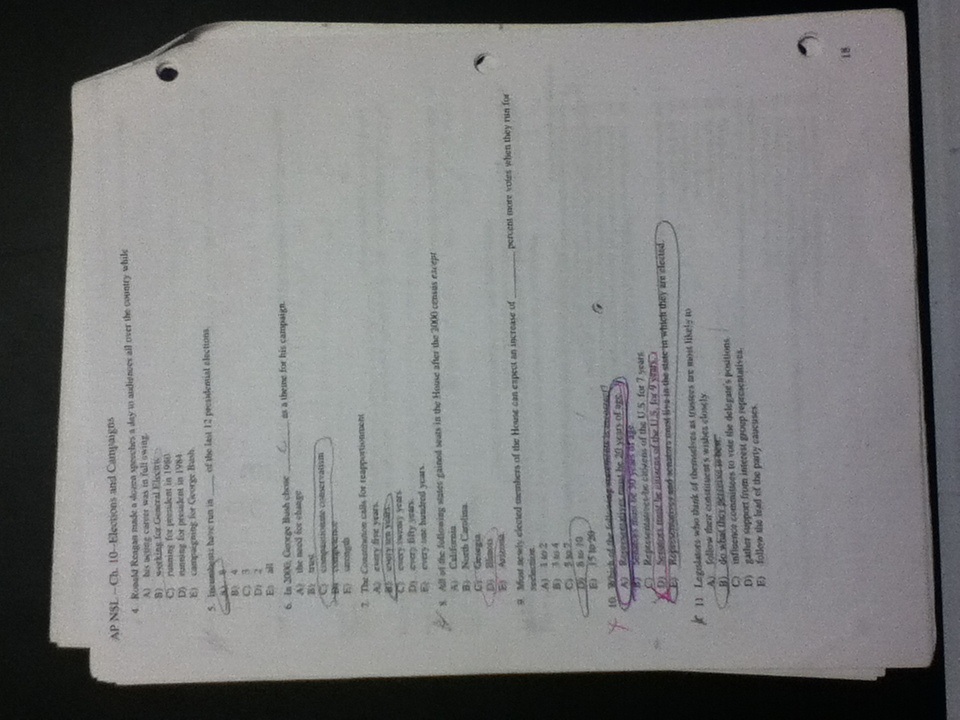 AP NSL – Ch. 10–Elections and Campaigns
4. Ronald Reagan made a dozen speeches a day to audiences all over the country while
A) his acting career was in full swing.
B) working for General Electric.
C) running for president in 1980.
D) running for president in 1984.
E) campaigning for George Bush.
5. Incumbents have run in ____ of the last 12 presidential elections.
A) 8
B) 4
C) 3
D) 2
E) all
6. In 2000, George Bush chose ____C____ as a theme for his campaign.
A) the need for change
B) trust
C) compassionate conservatism
D) competence
E) strength
7. The Constitution calls for reapportionment
A) every five years.
B) every ten years.
C) every twenty years.
D) every fifty years.
E) every one hundred years.
8. All of the following states gained seats in the House after the 2000 census except
A) California
B) North Carolina
C) Georgia
D) Illinois
E) Arizona
9. Most newly elected members of the House can expect an increase of ________ percent more votes when they run for
reelection.
A) 1 to 2
B) 3 to 4
C) 5 to 7
D) 8 to 10
E) 15 to 20
10. Which of the following statements is incorrect?
A) Representatives must be 20 years of age.
B) Senators must be 30 years of age.
C) Representatives be citizens of the U.S. for 7 years.
D) Senators must be citizens of the U.S. for 9 years.
E) Representatives and senators must live in the state in which they are elected.
11. Legislators who think of themselves as trustees are most likely to
A) follow their constituent's wishes closely.
B) do what they perceive is best.
C) influence committees to vote the delegate's positions.
D) gather support from interest group representatives.
E) follow the lead of the party caucuses.
18